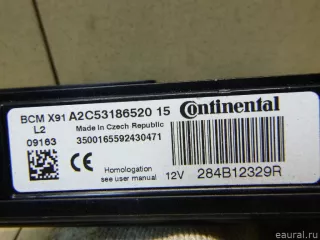 BCM X91 A2C53186520 15 Continental
L2 Made in Czech Republic
09163 3500165592430471
Homologation
see user manual 12V 284B12329R
eaural.ru